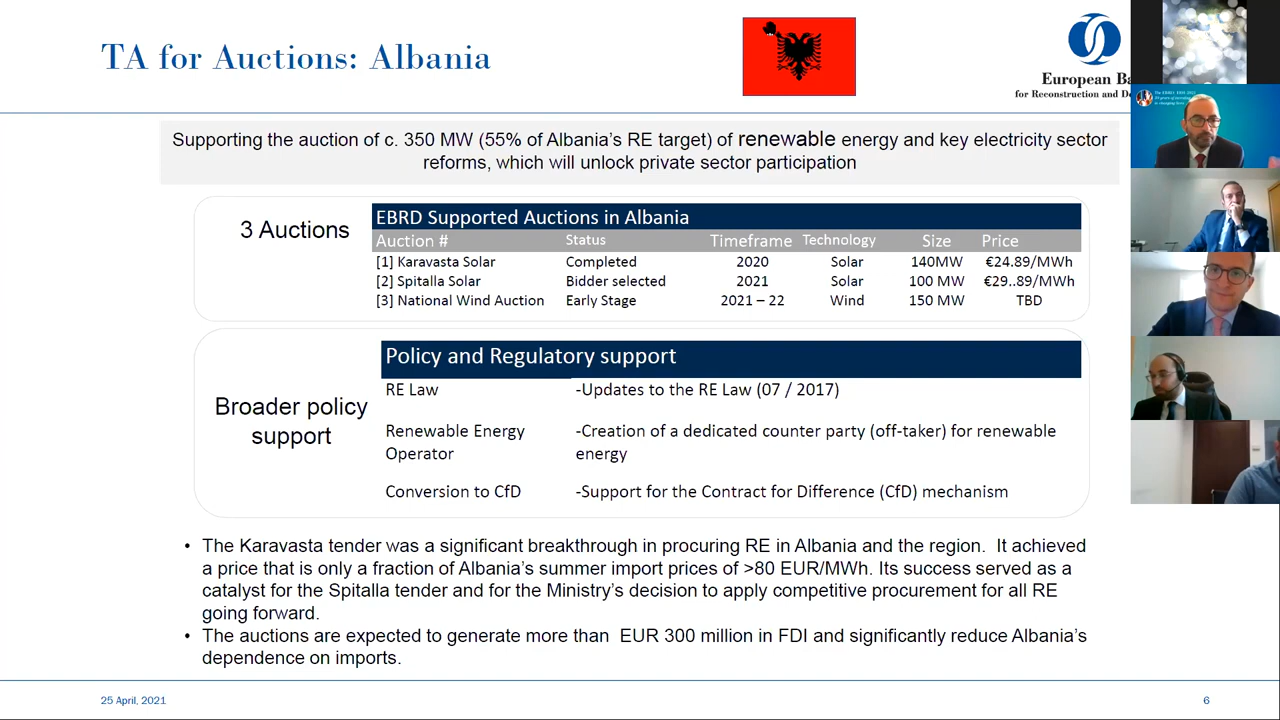 TA for Auctions: Albania
European Ba
for Reconstruction and De
Supporting the auction of c. 350 MW (55% of Albania's RE target) of renewable energy and key electricity sector
reforms, which will unlock private sector participation
3 Auctions
EBRD Supported Auctions in Albania
Auction # Status Timeframe Technology Size Price
[1] Karavasta Solar Completed 2020 Solar 140MW €24.89/MWh
[2] Spitalla Solar Bidder selected 2021 Solar 100 MW €29..89/MWh
[3] National Wind Auction Early Stage 2021 – 22 Wind 150 MW TBD
Broader policy
support
Policy and Regulatory support
RE Law -Updates to the RE Law (07 / 2017)
Renewable Energy -Creation of a dedicated counter party (off-taker) for renewable
Operator energy
Conversion to CfD -Support for the Contract for Difference (CfD) mechanism
• The Karavasta tender was a significant breakthrough in procuring RE in Albania and the region. It achieved
a price that is only a fraction of Albania's summer import prices of >80 EUR/MWh. Its success served as a
catalyst for the Spitalla tender and for the Ministry's decision to apply competitive procurement for all RE
going forward.
• The auctions are expected to generate more than EUR 300 million in FDI and significantly reduce Albania's
dependence on imports.
25 April, 2021
6